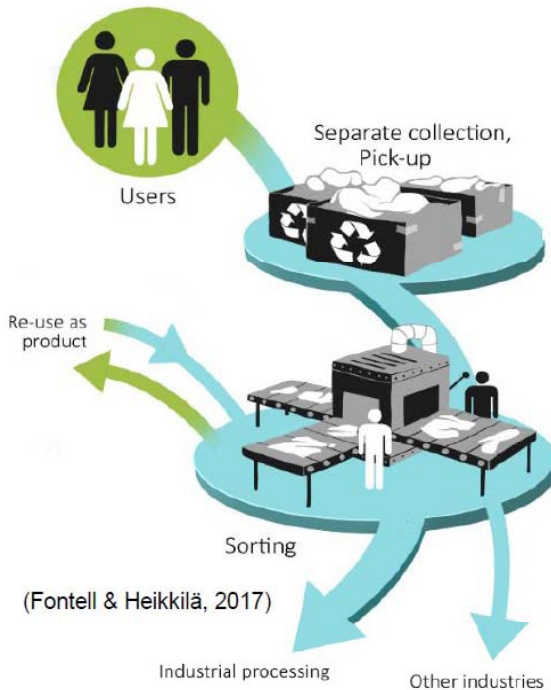 Users
Separate collection,
Pick-up
Re-use as
product
Sorting
(Fontell & Heikkilä, 2017)
Industrial processing
Other industries